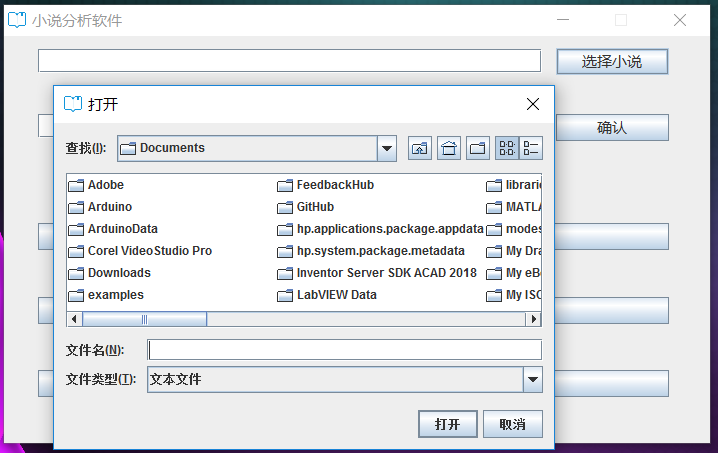 小说分析软件
选择小说
打开
确认
查找(I):
Documents
Adobe
FeedbackHub
librarie
Arduino
GitHub
MATLA
ArduinoData
hp.applications.package.appdata
modes
Corel VideoStudio Pro
hp.system.package.metadata
My Dra
Downloads
Inventor Server SDK ACAD 2018
My eBo
examples
LabVIEW Data
My ISO
文件名(N):
文件类型(T):
文本文件
打开
取消